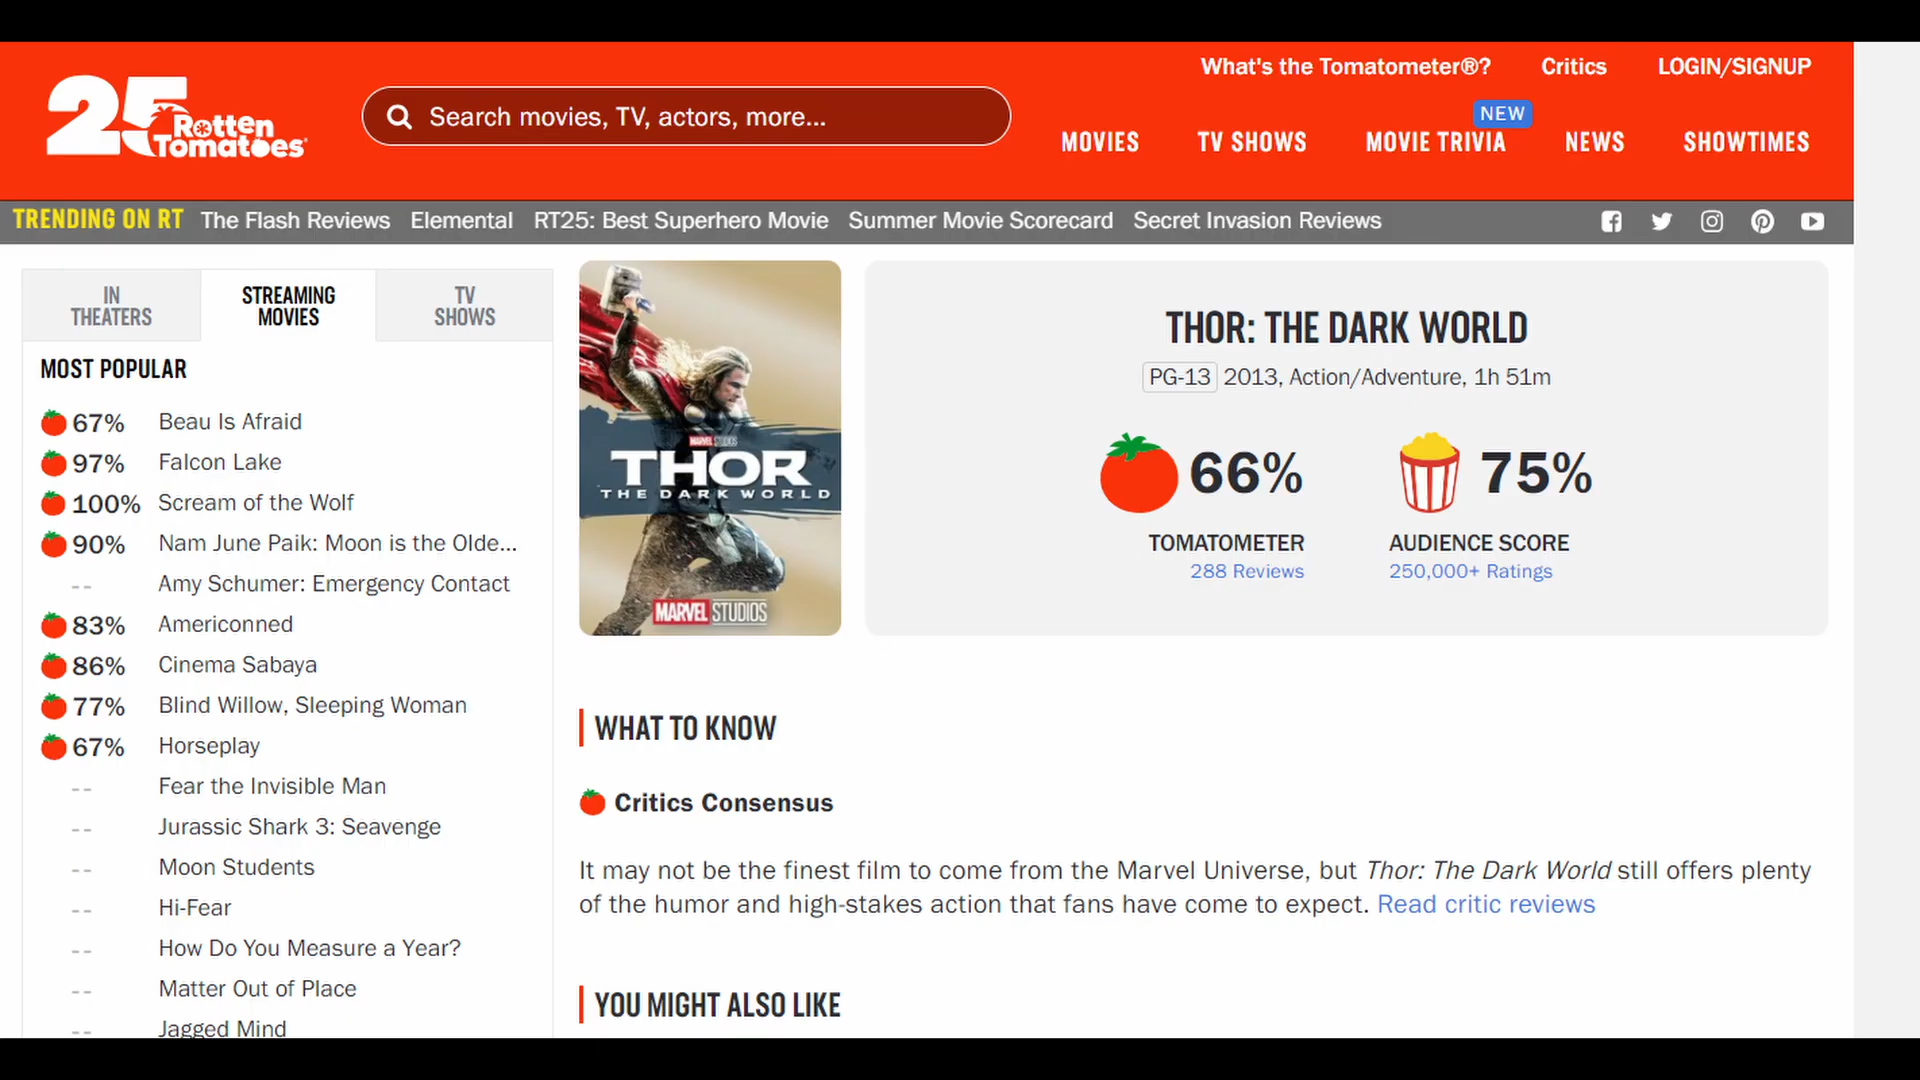 What's the Tomatometer®? Critics LOGIN/SIGNUP
25 Rotten Tomatoes
Search movies, TV, actors, more...
NEW
MOVIES TV SHOWS MOVIE TRIVIA NEWS SHOWTIMES
TRENDING ON RT The Flash Reviews Elemental RT25: Best Superhero Movie Summer Movie Scorecard Secret Invasion Reviews
IN THEATERS
STREAMING MOVIES
TV SHOWS
MOST POPULAR
67% Beau Is Afraid
97% Falcon Lake
100% Scream of the Wolf
90% Nam June Paik: Moon is the Olde...
-- Amy Schumer: Emergency Contact
83% Americonned
86% Cinema Sabaya
77% Blind Willow, Sleeping Woman
67% Horseplay
-- Fear the Invisible Man
-- Jurassic Shark 3: Seavenge
-- Moon Students
-- Hi-Fear
-- How Do You Measure a Year?
-- Matter Out of Place
-- Jagged Mind
MARVEL STUDIOS
THOR
THE DARK WORLD
MARVEL STUDIOS
THOR: THE DARK WORLD
PG-13 2013, Action/Adventure, 1h 51m
66% 75%
TOMATOMETER AUDIENCE SCORE
288 Reviews 250,000+ Ratings
WHAT TO KNOW
Critics Consensus
It may not be the finest film to come from the Marvel Universe, but Thor: The Dark World still offers plenty
of the humor and high-stakes action that fans have come to expect. Read critic reviews
YOU MIGHT ALSO LIKE